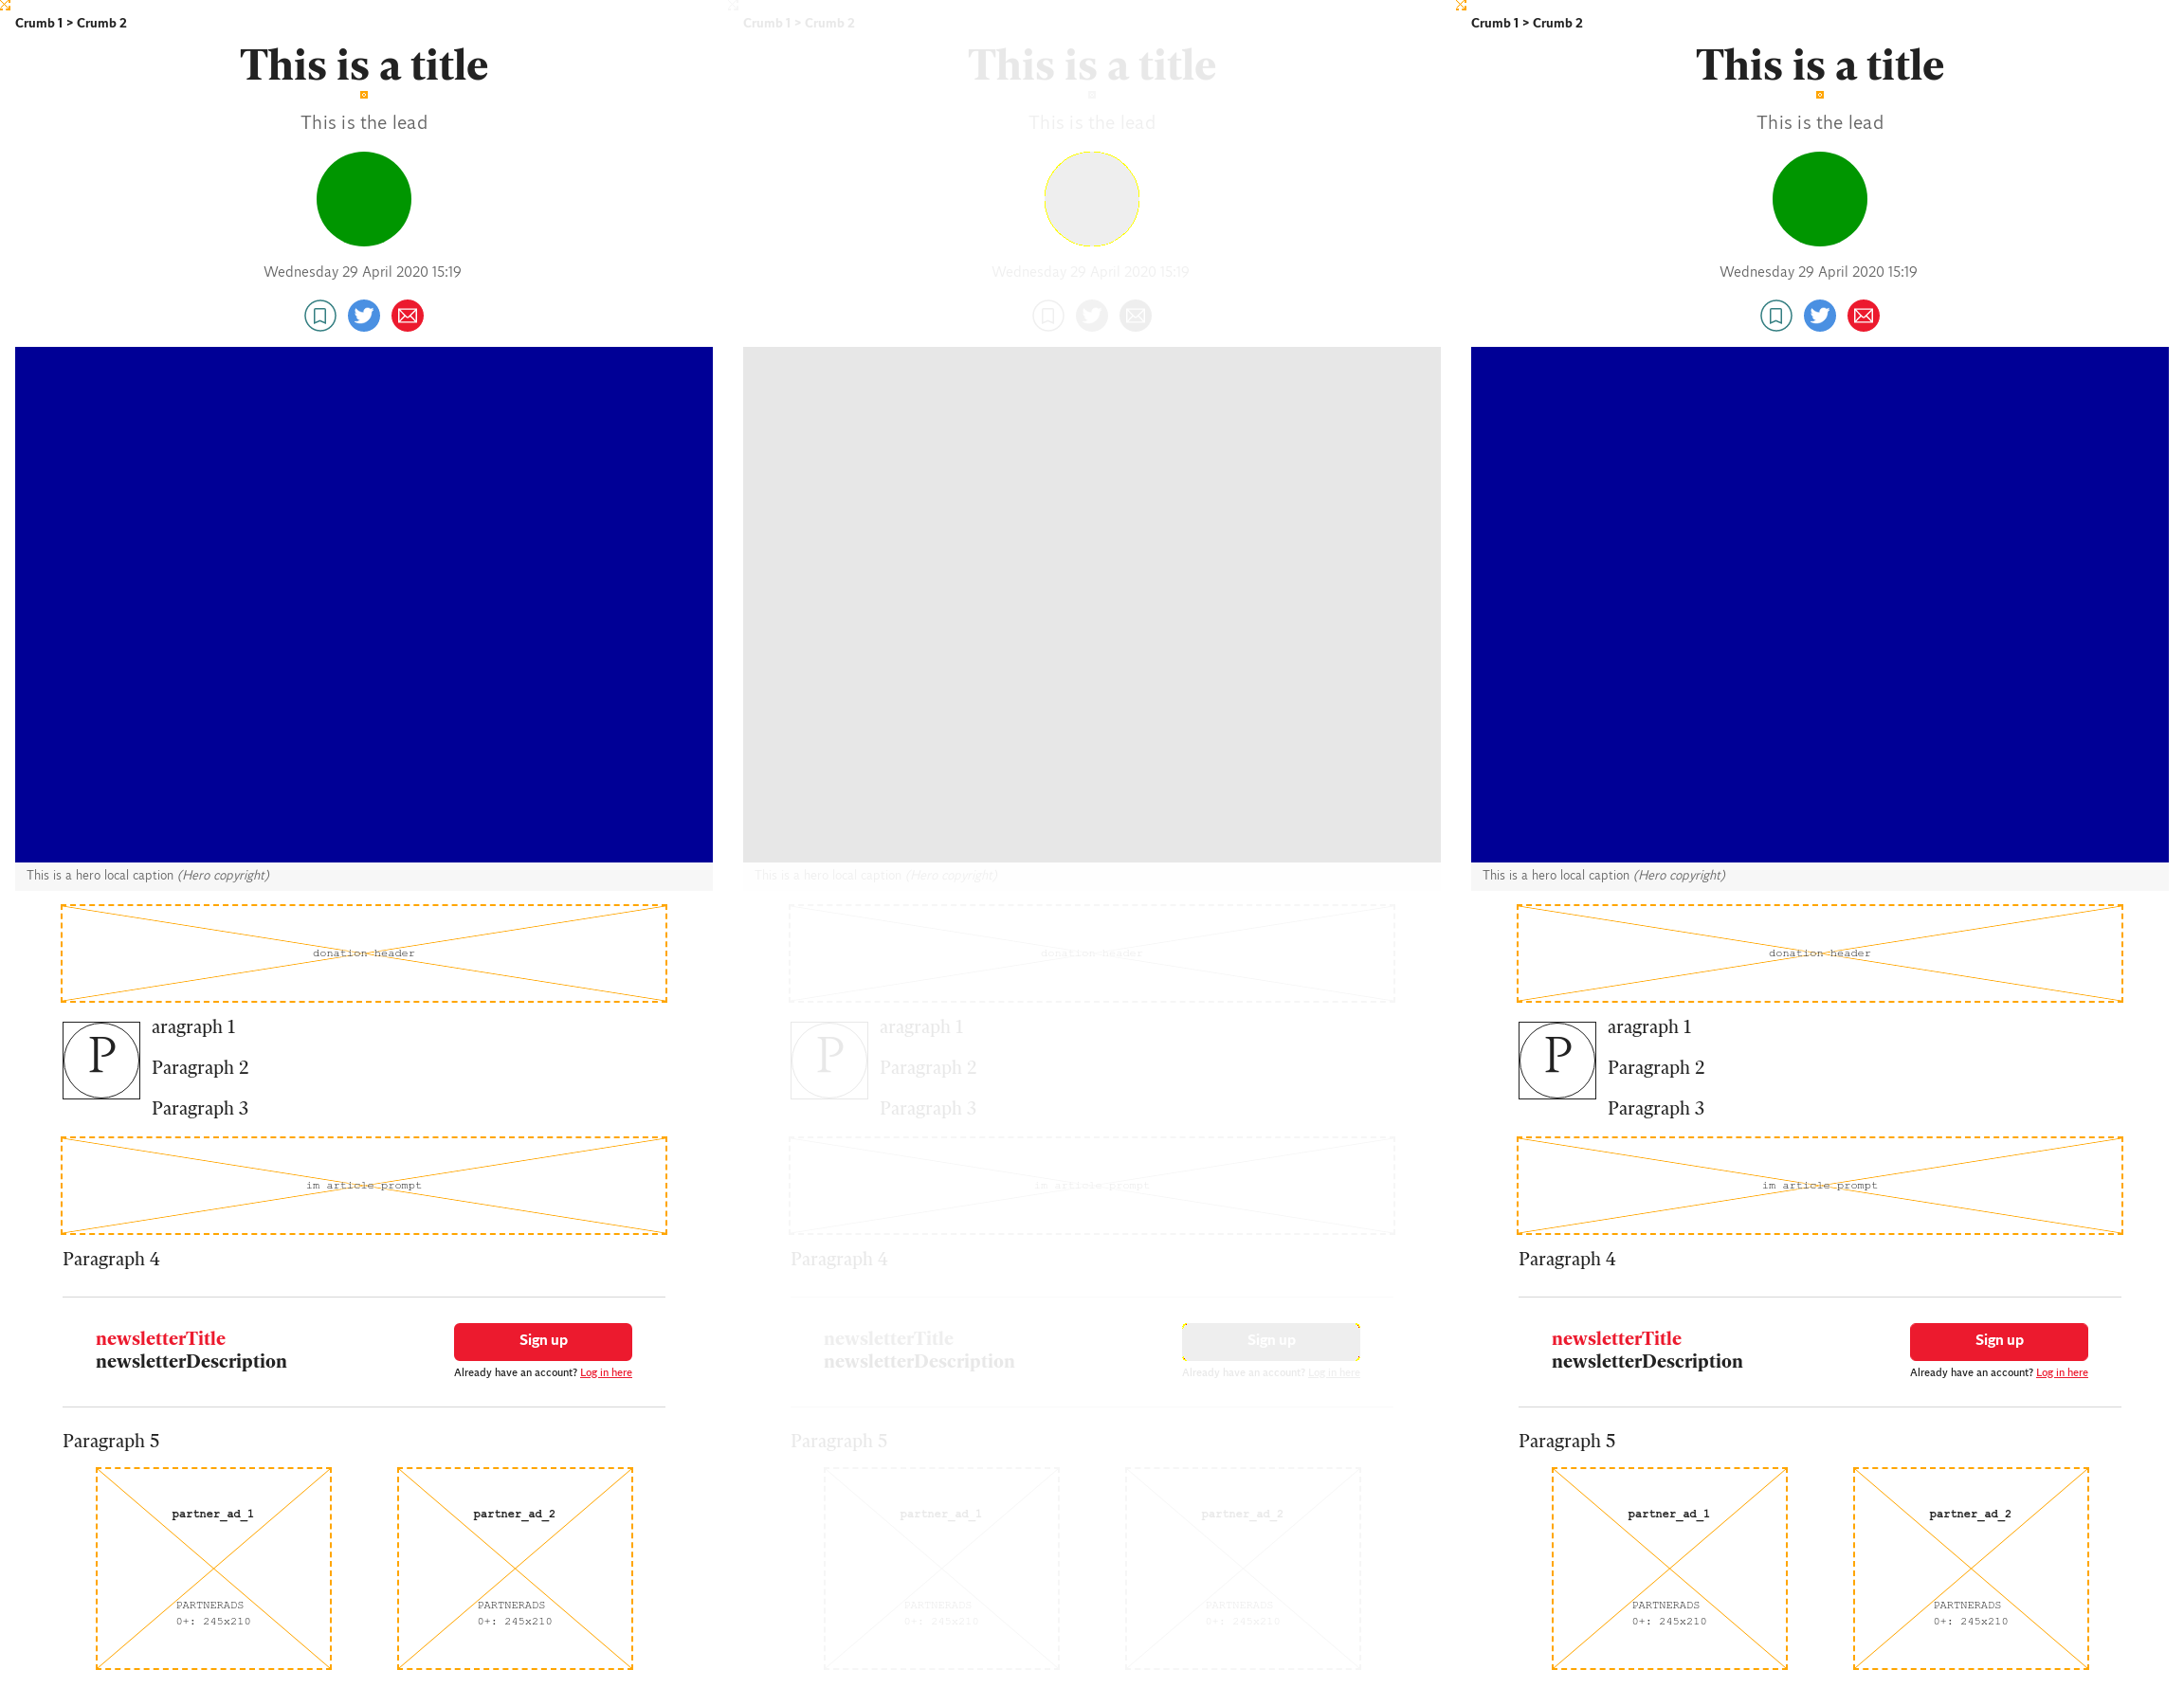 Crumb 1 > Crumb 2
This is a title
This is the lead
Wednesday 29 April 2020 15:19
This is a hero local caption (Hero copyright)
donation header
P
aragraph 1
Paragraph 2
Paragraph 3
im article prompt
Paragraph 4
newsletterTitle
newsletterDescription
Sign up
Already have an account? Log in here
Paragraph 5
partner_ad_1
PARTNERADS
0+: 245x210
partner_ad_2
PARTNERADS
0+: 245x210
Crumb 1 > Crumb 2
This is a title
This is the lead
Wednesday 29 April 2020 15:19
This is a hero local caption (Hero copyright)
donation header
P
aragraph 1
Paragraph 2
Paragraph 3
im article prompt
Paragraph 4
newsletterTitle
newsletterDescription
Sign up
Already have an account? Log in here
Paragraph 5
partner_ad_1
PARTNERADS
0+: 245x210
partner_ad_2
PARTNERADS
0+: 245x210
Crumb 1 > Crumb 2
This is a title
This is the lead
Wednesday 29 April 2020 15:19
This is a hero local caption (Hero copyright)
donation header
P
aragraph 1
Paragraph 2
Paragraph 3
im article prompt
Paragraph 4
newsletterTitle
newsletterDescription
Sign up
Already have an account? Log in here
Paragraph 5
partner_ad_1
PARTNERADS
0+: 245x210
partner_ad_2
PARTNERADS
0+: 245x210